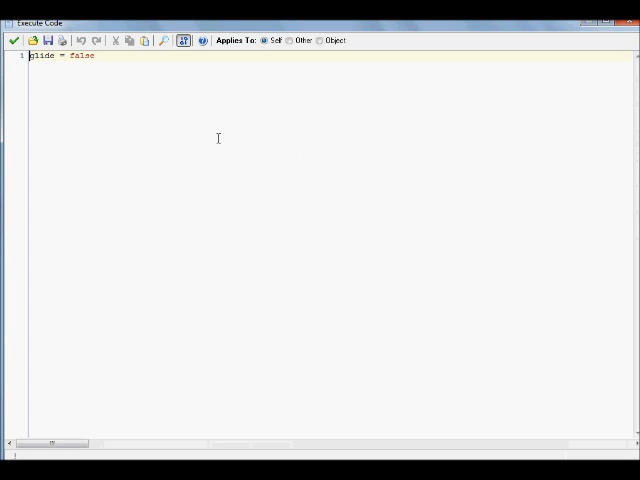 Execute Code
Applies To: Self Other Object
1 glide = false